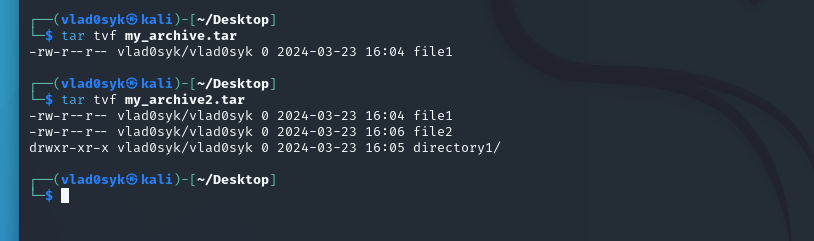 ┌──(vlad0syk㉿kali)-[~/Desktop]
└─$ tar tvf my_archive.tar
-rw-r--r-- vlad0syk/vlad0syk 0 2024-03-23 16:04 file1
┌──(vlad0syk㉿kali)-[~/Desktop]
└─$ tar tvf my_archive2.tar
-rw-r--r-- vlad0syk/vlad0syk 0 2024-03-23 16:04 file1
-rw-r--r-- vlad0syk/vlad0syk 0 2024-03-23 16:06 file2
drwxr-xr-x vlad0syk/vlad0syk 0 2024-03-23 16:05 directory1/
┌──(vlad0syk㉿kali)-[~/Desktop]
└─$